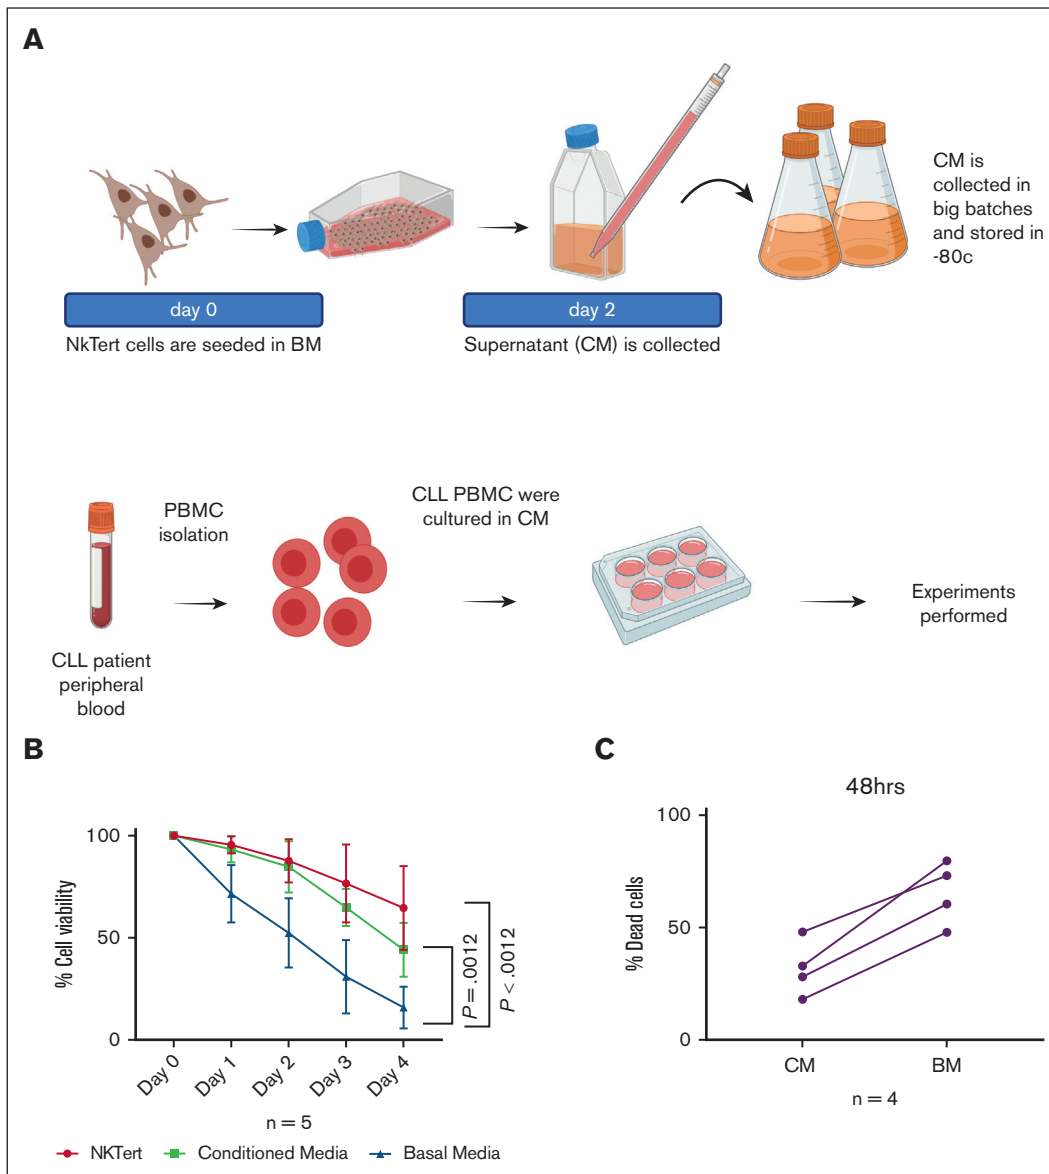 A
CM is
collected in
big batches
and stored in
-80c
day 0
day 2
NkTert cells are seeded in BM
Supernatant (CM) is collected
PBMC
isolation
CLL PBMC were
cultured in CM
Experiments
performed
CLL patient
peripheral
blood
B
% Cell viability
100
50
0
Day 0
Day 1
Day 2
Day 3
Day 4
P = .0012
P < .0012
n = 5
NKTert
Conditioned Media
Basal Media
C
48hrs
% Dead cells
100
50
0
CM
BM
n = 4